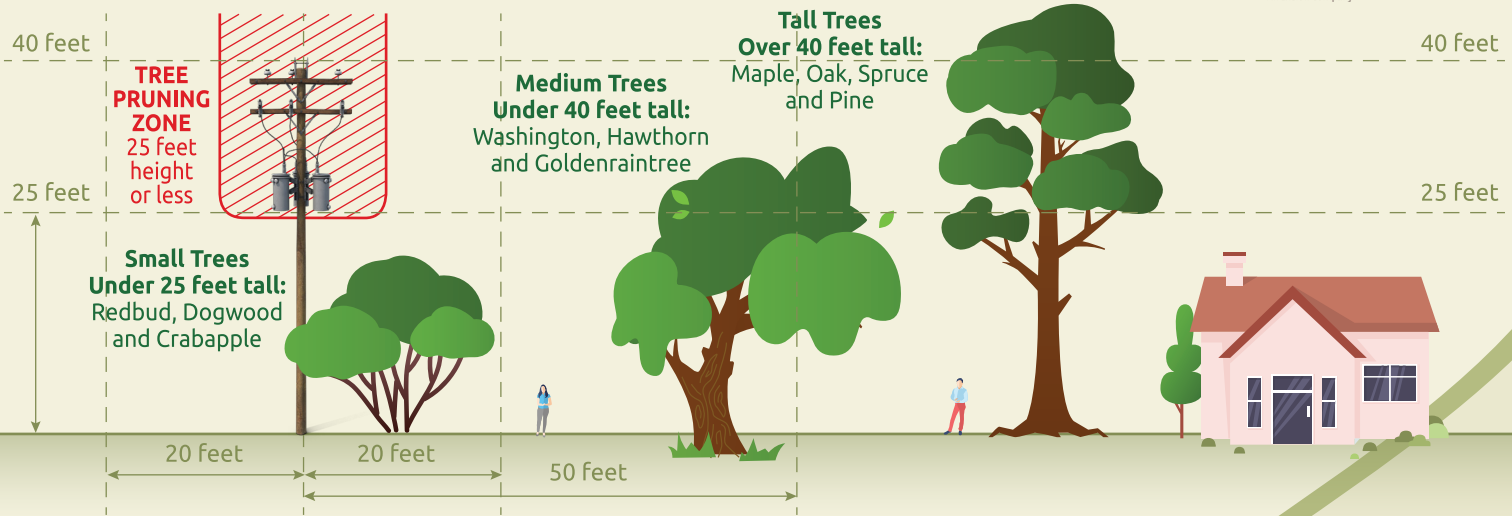 40 feet
TREE
PRUNING
ZONE
25 feet
height
or less
25 feet
Small Trees
Under 25 feet tall:
Redbud, Dogwood
and Crabapple
Medium Trees
Under 40 feet tall:
Washington, Hawthorn
and Goldenraintree
Tall Trees
Over 40 feet tall:
Maple, Oak, Spruce
and Pine
40 feet
25 feet
20 feet
20 feet
50 feet